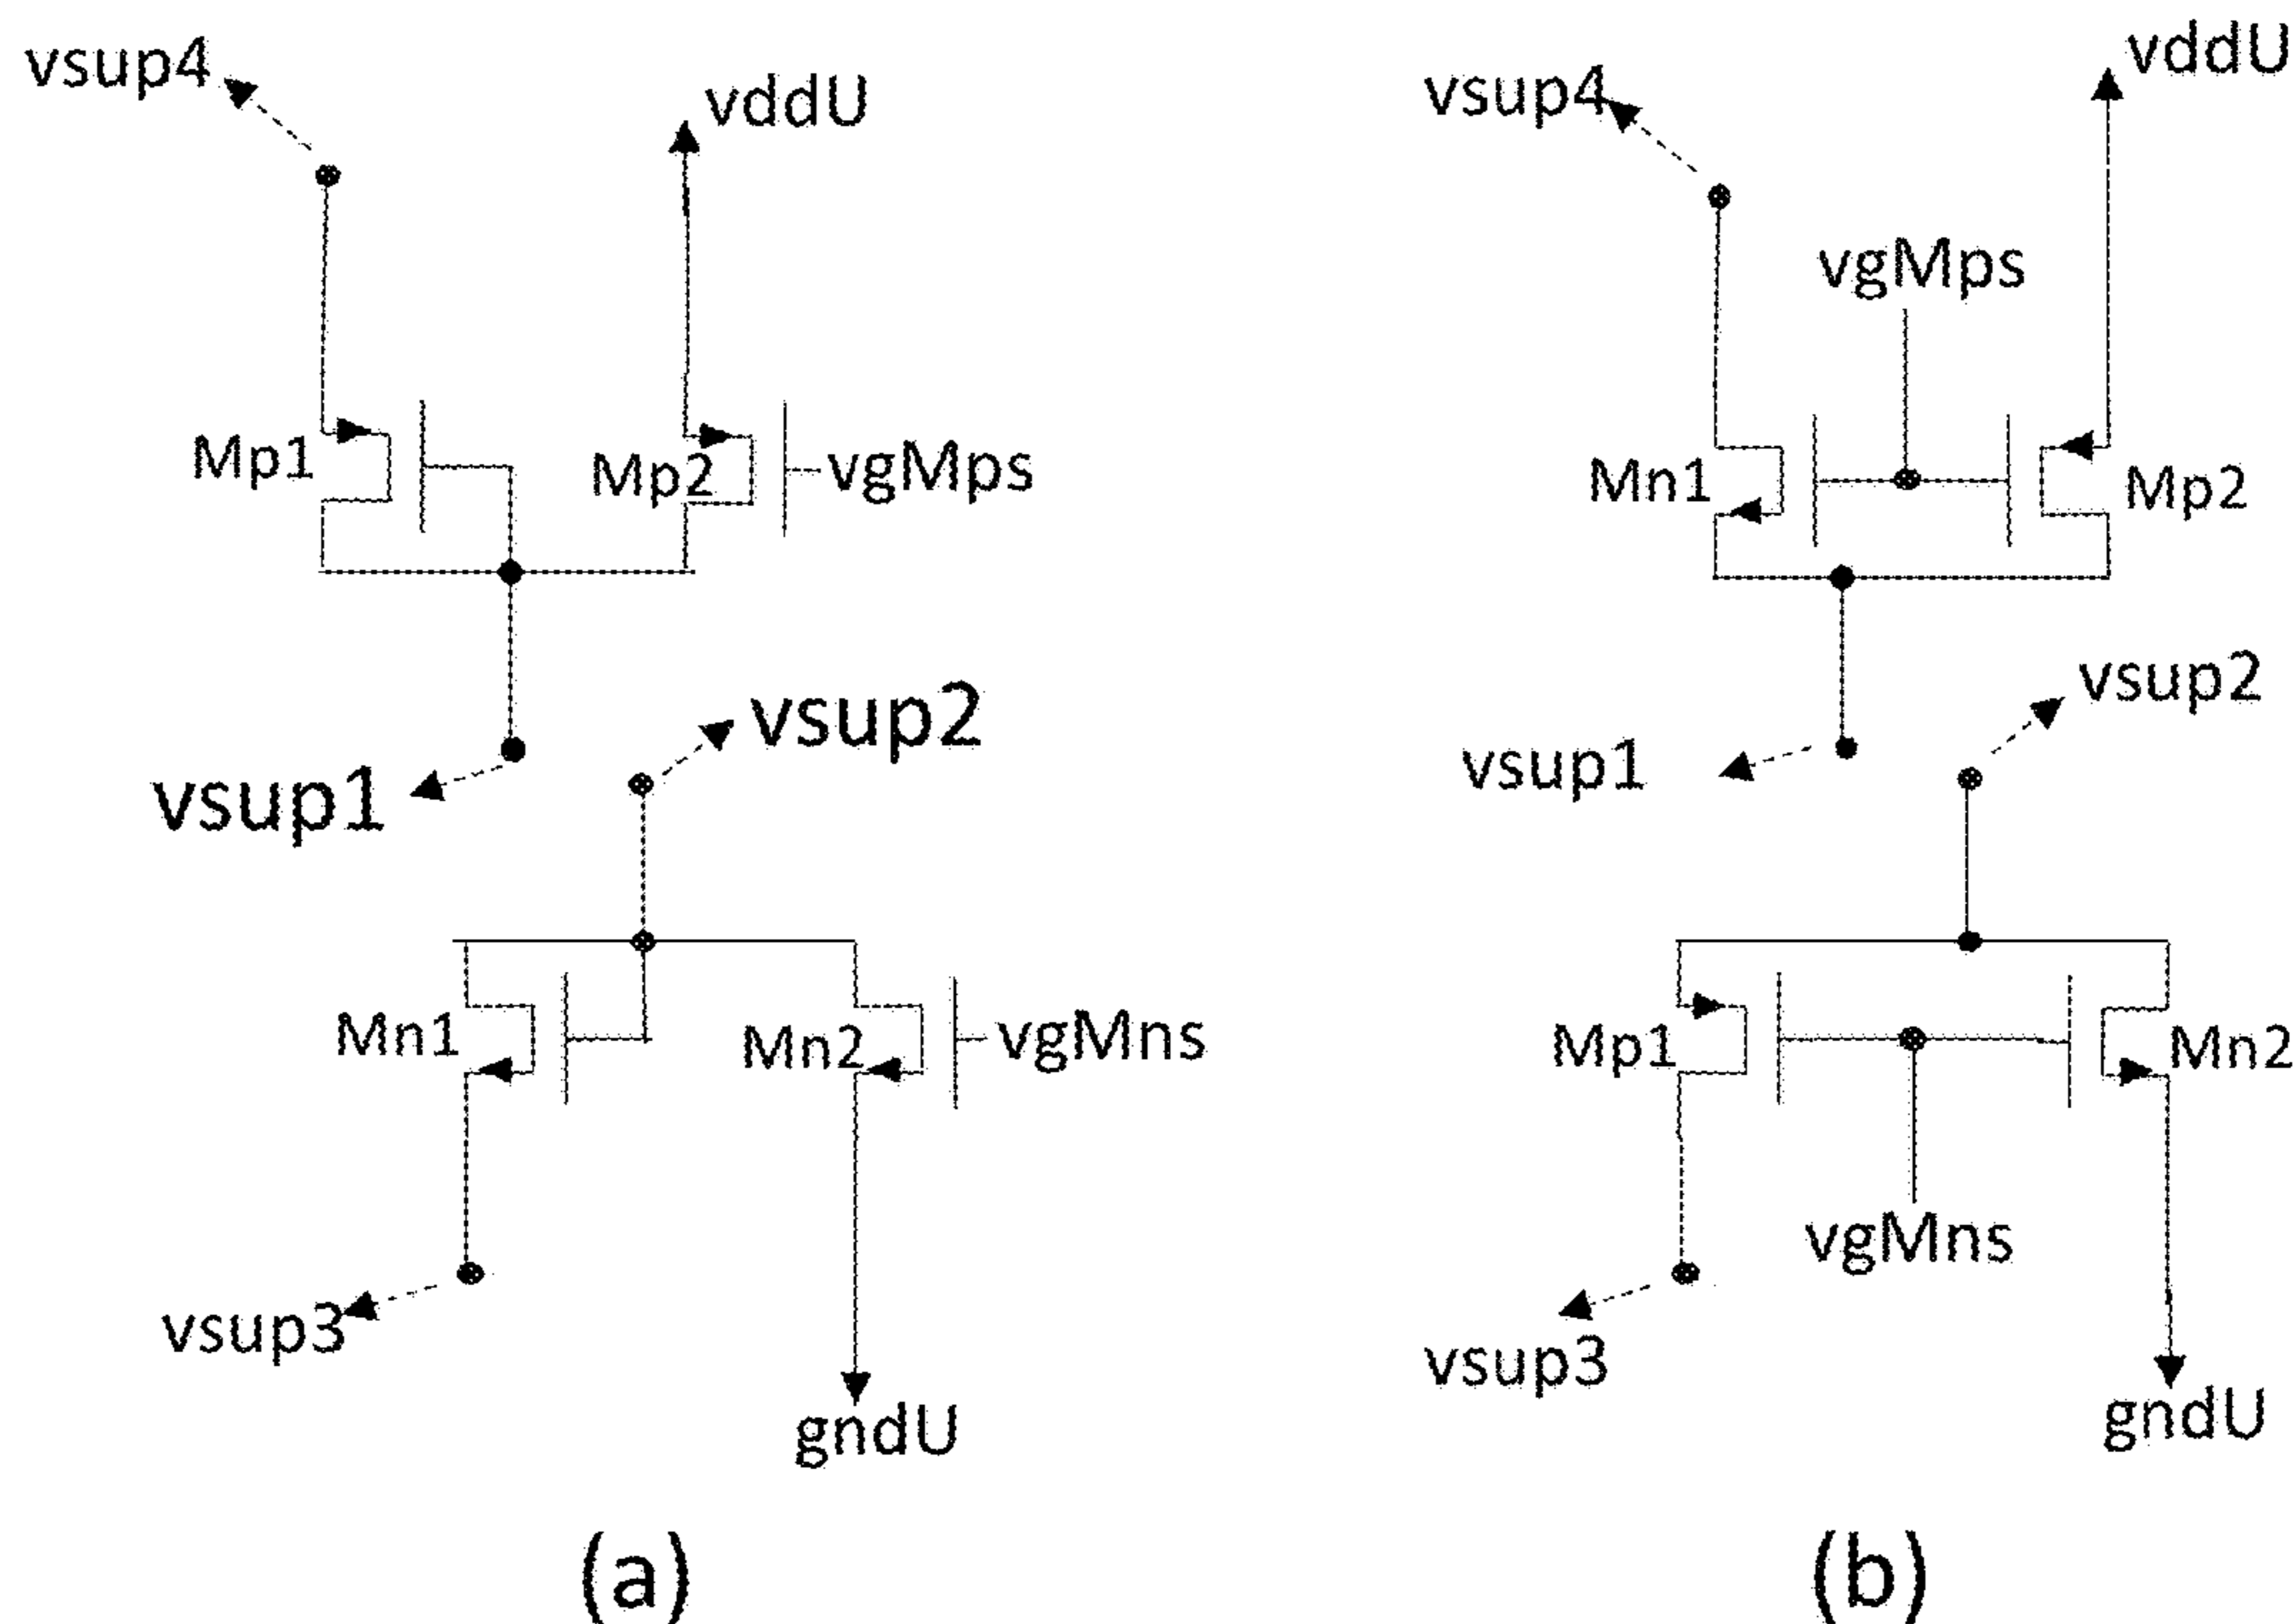 vsup4
vddU
Mp1
Mp2
vgMps
vsup1
vsup2
Mn1
Mn2
vgMns
vsup3
gndU
(a)
vsup4
vddU
vgMps
Mn1
Mp2
vsup2
vsup1
Mp1
Mn2
vgMns
vsup3
gndU
(b)